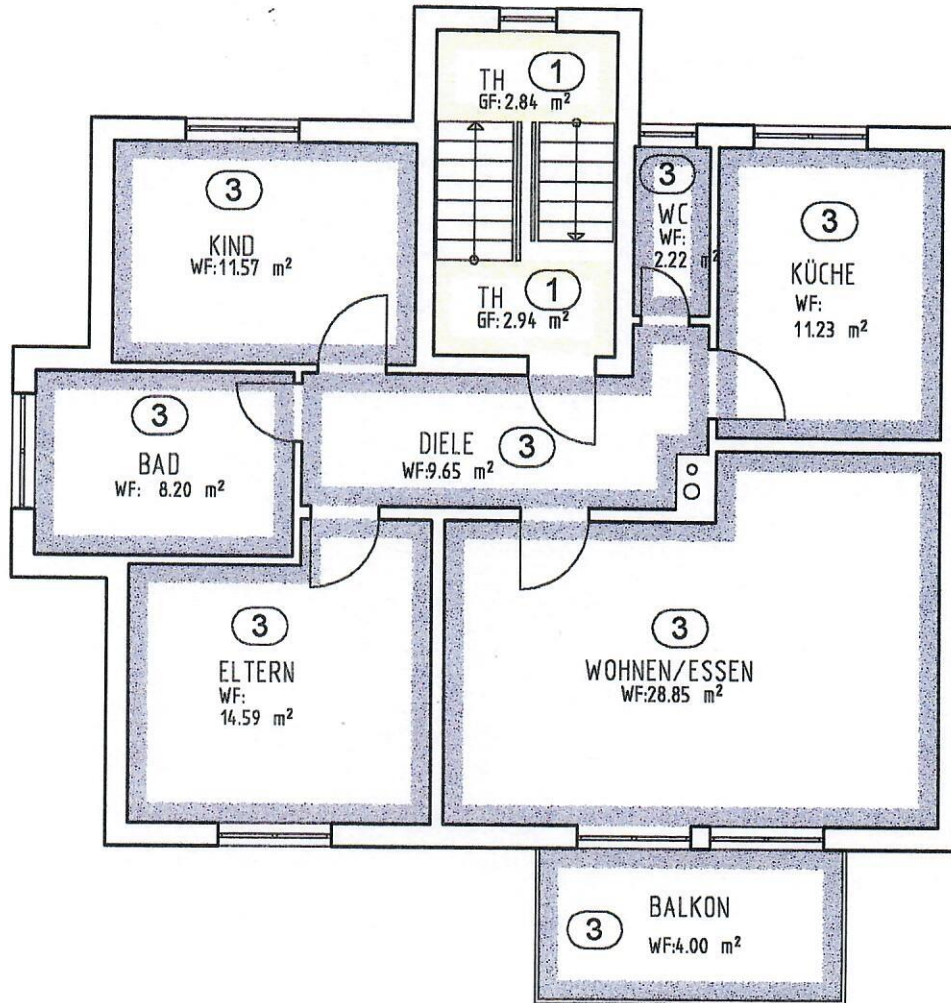 TH 1
GF: 2.84 m²
3
KIND
WF:11.57 m²
3
WC
WF:
2.22 m²
3
KÜCHE
WF:
11.23 m²
TH 1
GF: 2.94 m²
3
BAD
WF: 8.20 m²
DIELE 3
WF:9.65 m²
3
ELTERN
WF:
14.59 m²
3
WOHNEN/ESSEN
WF:28.85 m²
3
BALKON
WF:4.00 m²